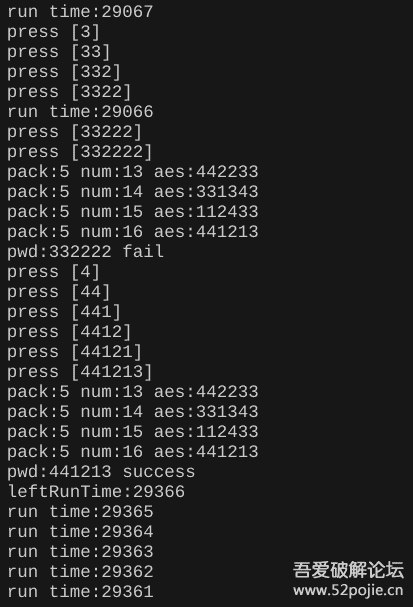 run time:29067
press [3]
press [33]
press [332]
press [3322]
run time:29066
press [33222]
press [332222]
pack:5 num:13 aes:442233
pack:5 num:14 aes:331343
pack:5 num:15 aes:112433
pack:5 num:16 aes:441213
pwd:332222 fail
press [4]
press [44]
press [441]
press [4412]
press [44121]
press [441213]
pack:5 num:13 aes:442233
pack:5 num:14 aes:331343
pack:5 num:15 aes:112433
pack:5 num:16 aes:441213
pwd:441213 success
leftRunTime:29366
run time:29365
run time:29364
run time:29363
run time:29362
run time:29361
吾爱破解论坛
www.52pojie.cn